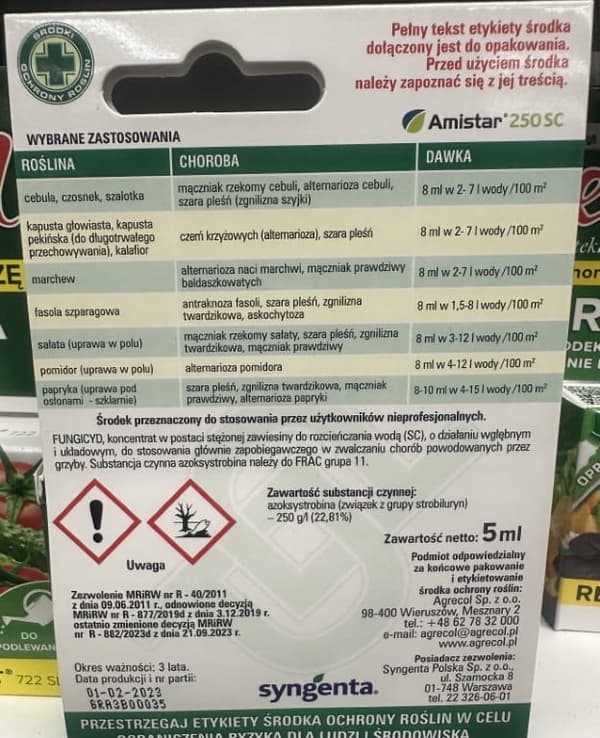 ŚRODKI
OCHRONY ROŚLIN
Pełny tekst etykiety środka
dołączony jest do opakowania.
Przed użyciem środka
należy zapoznać się z jej treścią.
Amistar® 250 SC
WYBRANE ZASTOSOWANIA
ROŚLINA CHOROBA DAWKA
cebula, czosnek, szalotka
mączniak rzekomy cebuli, alternarioza cebuli,
szara pleśń (zgnilizna szyjki)
8 ml w 2- 7 l wody /100 m²
kapusta głowiasta, kapusta
pekińska (do długotrwałego
przechowywania), kalafior
czerń krzyżowych (alternarioza), szara pleśń
8 ml w 2- 7 l wody /100 m²
marchew
alternarioza naci marchwi, mączniak prawdziwy
baldaszkowatych
8 ml w 2-7 l wody /100 m²
fasola szparagowa
antraknoza fasoli, szara pleśń, zgnilizna
twardzikowa, askochytoza
8 ml w 1,5-8 l wody/100 m²
sałata (uprawa w polu)
mączniak rzekomy sałaty, szara pleśń, zgnilizna
twardzikowa, mączniak prawdziwy
8 ml w 3-12 l wody /100 m²
pomidor (uprawa w polu)
alternarioza pomidora
8 ml w 4-12 l wody /100 m²
papryka (uprawa pod
osłonami - szklarnie)
szara pleśń, zgnilizna twardzikowa, mączniak
prawdziwy, alternarioza papryki
8-10 ml w 4-15 l wody/100 m²
Środek przeznaczony do stosowania przez użytkowników nieprofesjonalnych.
FUNGICYD, koncentrat w postaci stężonej zawiesiny do rozcieńczania wodą (SC), o działaniu wgłębnym
i układowym, do stosowania głównie zapobiegawczego w zwalczaniu chorób powodowanych przez
grzyby. Substancja czynna azoksystrobina należy do FRAC grupa 11.
Uwaga
Zawartość substancji czynnej:
azoksystrobina (związek z grupy strobiluryn)
– 250 g/l (22,81%)
Zawartość netto: 5 ml
Podmiot odpowiedzialny
za końcowe pakowanie
i etykietowanie
środka ochrony roślin:
Agrecol Sp. z o.o.
98-400 Wieruszów, Mesznary 2
tel.: +48 62 78 32 000
e-mail: agrecol@agrecol.pl
www.agrecol.pl
Zezwolenie MRiRW nr R - 40/2011
z dnia 09.06.2011 r., odnowione decyzją
MRiRW nr R - 877/2019d z dnia 3.12.2019 r.
ostatnio zmienione decyzją MRiRW
nr R - 882/2023d z dnia 21.09.2023 r.
Posiadacz zezwolenia:
Syngenta Polska Sp. z o.o.,
ul. Szamocka 8
01-748 Warszawa
tel. 22 326-06-01
Okres ważności: 3 lata.
Data produkcji i nr partii:
01-02-2023
GRA3B00035
syngenta.
PRZESTRZEGAJ ETYKIETY ŚRODKA OCHRONY ROŚLIN W CELU
OGRANICZENIA RYZYKA DLA LUDZI I ŚRODOWISKA
DO
722